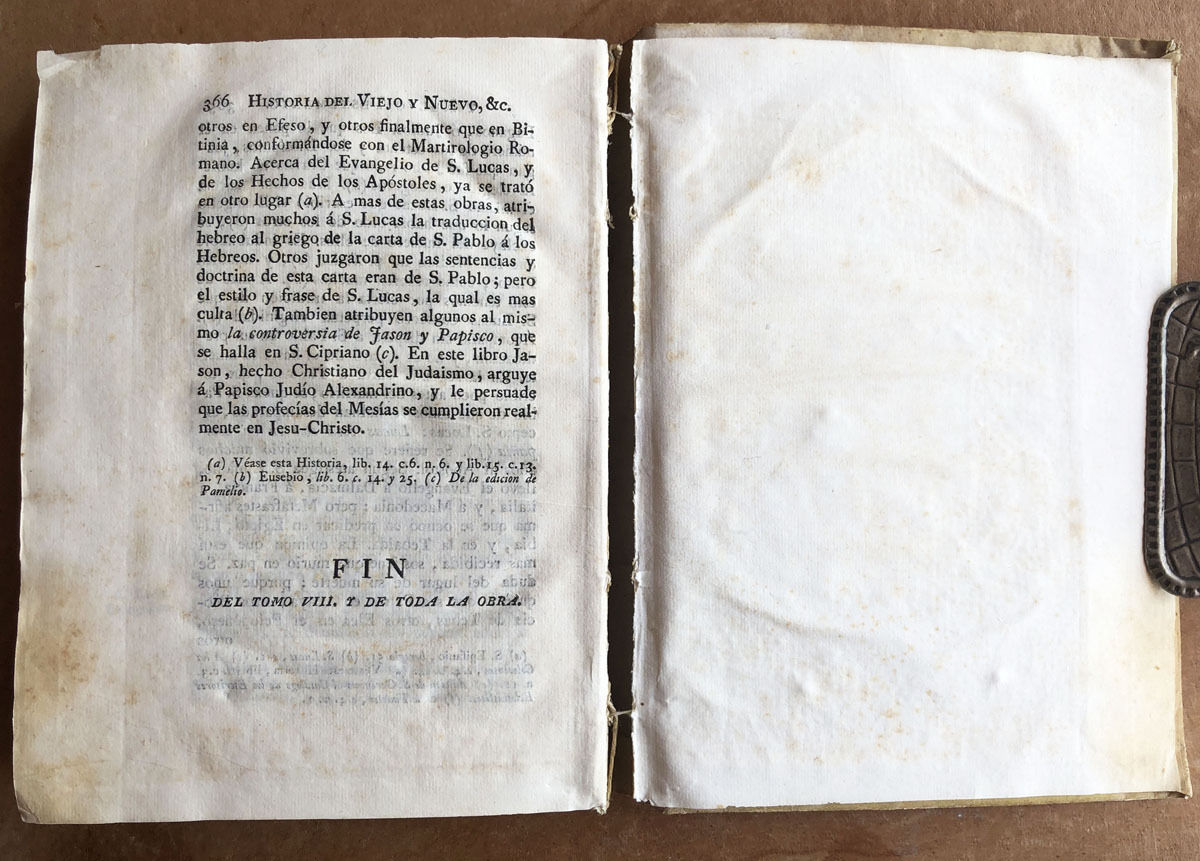 366 HISTORIA DEL VIEJO Y NUEVO, &c.
otros en Efeso, y otros finalmente que en Bi-
tinia, conformándose con el Martirologio Ro-
mano. Acerca del Evangelio de S. Lucas, y
de los Hechos de los Apóstoles, ya se trató
en otro lugar (a). A mas de estas obras, atri-
buyeron muchos á S. Lucas la traduccion del
hebreo al griego de la carta de S. Pablo á los
Hebreos. Otros juzgaron que las sentencias y
doctrina de esta carta eran de S. Pablo; pero
el estilo y frase de S. Lucas, la qual es mas
culta (b). Tambien atribuyen algunos al mis-
mo la controversia de Jason y Papisco, que
se halla en S. Cipriano (c). En este libro Ja-
son, hecho Christiano del Judaismo, arguye
á Papisco Judío Alexandrino, y le persuade
que las profecías del Mesías se cumplieron real-
mente en Jesu-Christo.
(a) Véase esta Historia, lib. 14. c.6. n. 6. y lib.15. c.13.
n. 7. (b) Eusebio, lib. 6. c. 14. y 25. (c) De la edicion de
Pamelio.
FIN
DEL TOMO VIII. Y DE TODA LA OBRA.